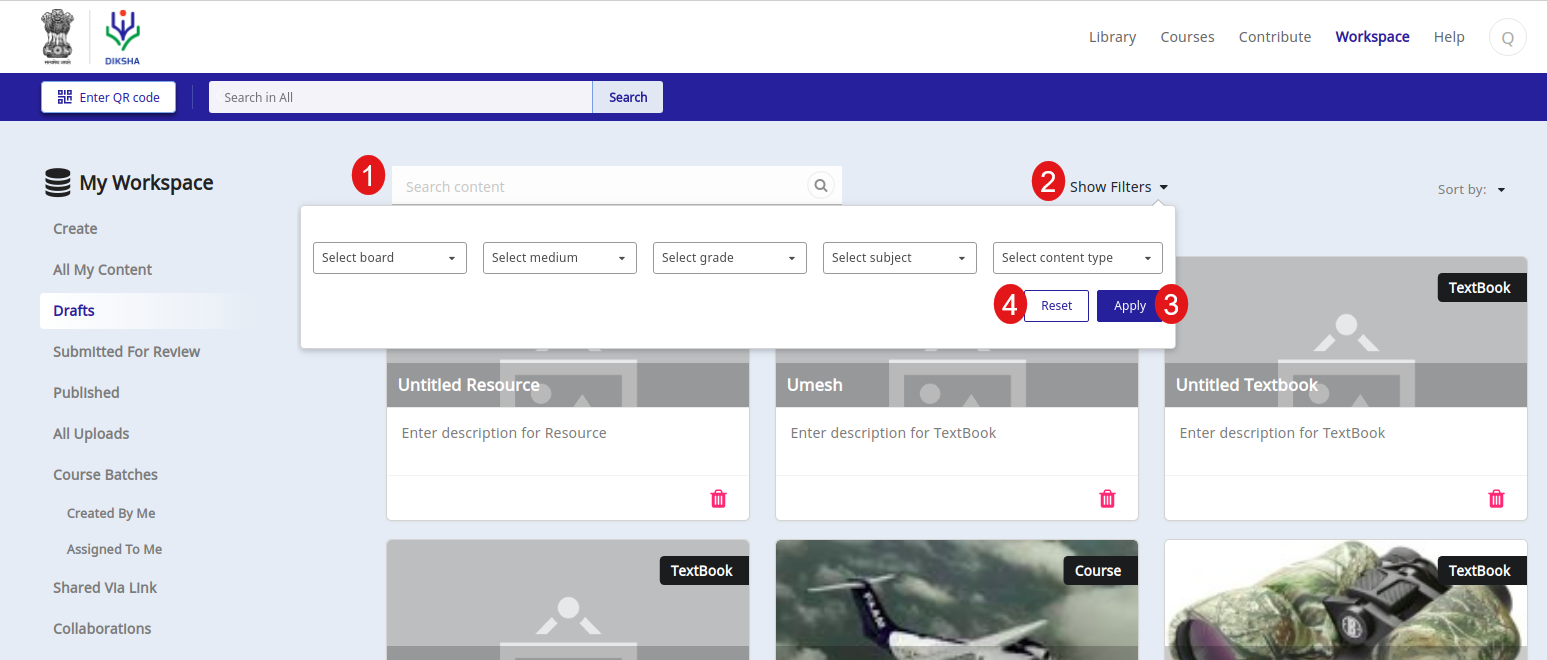 DIKSHA
Library
Courses
Contribute
Workspace
Help
Q
Enter QR code
Search in All
Search
My Workspace
Create
All My Content
Drafts
Submitted For Review
Published
All Uploads
Course Batches
Created By Me
Assigned To Me
Shared Via Link
Collaborations
1
Search content
2
Show Filters
Sort by:
Select board
Select medium
Select grade
Select subject
Select content type
4
Reset
Apply
3
TextBook
Untitled Resource
Umesh
Untitled Textbook
Enter description for Resource
Enter description for TextBook
Enter description for TextBook
TextBook
Course
TextBook